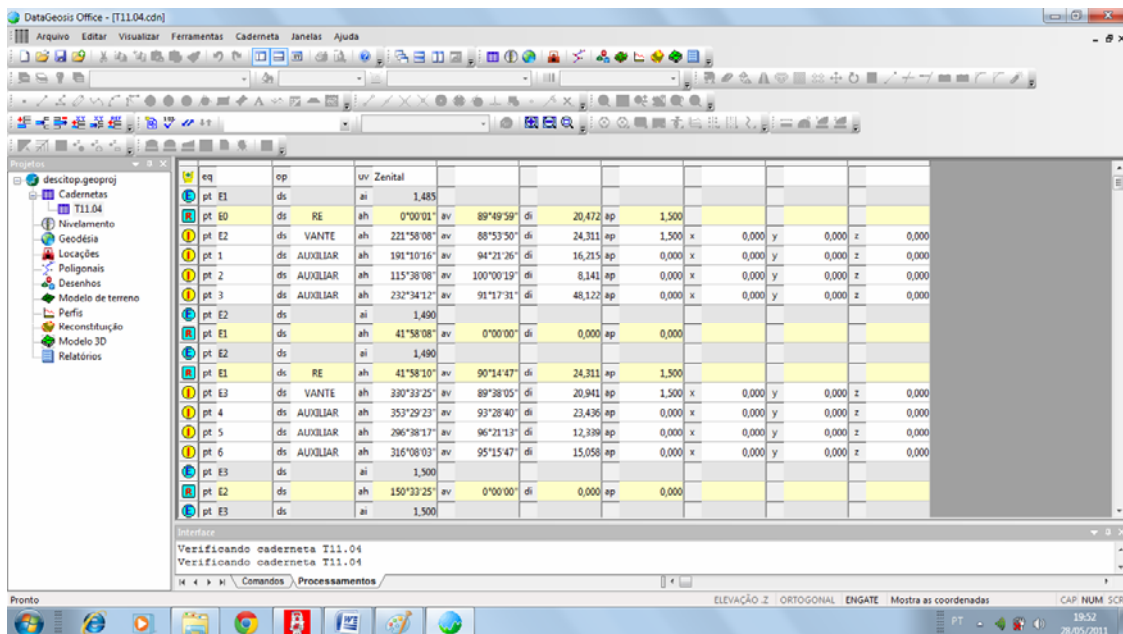 DataGeosis Office - [T11.04.cdn]
Arquivo Editar Visualizar Ferramentas Caderneta Janelas Ajuda
Projetos
descitop.geoproj
Cadernetas
T11.04
Nivelamento
Geodésia
Locações
Poligonais
Desenhos
Modelo de terreno
Perfis
Reconstituição
Modelo 3D
Relatórios
eq op uv Zenital
E pt E1 ds ai 1,485
R pt E0 ds RE ah 0°00'01" av 89°49'59" di 20,472 ap 1,500
I pt E2 ds VANTE ah 221°58'08" av 88°53'50" di 24,311 ap 1,500 x 0,000 y 0,000 z 0,000
I pt 1 ds AUXILIAR ah 191°10'16" av 94°21'26" di 16,215 ap 0,000 x 0,000 y 0,000 z 0,000
I pt 2 ds AUXILIAR ah 115°38'08" av 100°00'19" di 8,141 ap 0,000 x 0,000 y 0,000 z 0,000
I pt 3 ds AUXILIAR ah 232°34'12" av 91°17'31" di 48,122 ap 0,000 x 0,000 y 0,000 z 0,000
E pt E2 ds ai 1,490
R pt E1 ds ah 41°58'08" av 0°00'00" di 0,000 ap 0,000
E pt E2 ds ai 1,490
R pt E1 ds RE ah 41°58'10" av 90°14'47" di 24,311 ap 1,500
I pt E3 ds VANTE ah 330°33'25" av 89°38'05" di 20,941 ap 1,500 x 0,000 y 0,000 z 0,000
I pt 4 ds AUXILIAR ah 353°29'23" av 93°28'40" di 23,436 ap 0,000 x 0,000 y 0,000 z 0,000
I pt 5 ds AUXILIAR ah 296°38'17" av 96°21'13" di 12,339 ap 0,000 x 0,000 y 0,000 z 0,000
I pt 6 ds AUXILIAR ah 316°08'03" av 95°15'47" di 15,058 ap 0,000 x 0,000 y 0,000 z 0,000
E pt E3 ds ai 1,500
R pt E2 ds ah 150°33'25" av 0°00'00" di 0,000 ap 0,000
E pt E3 ds ai 1,500
Interface
Verificando caderneta T11.04
Verificando caderneta T11.04
Comandos Processamentos
Pronto
ELEVAÇÃO :Z ORTOGONAL ENGATE Mostra as coordenadas CAP NUM SCR
PT 19:52
28/05/2011